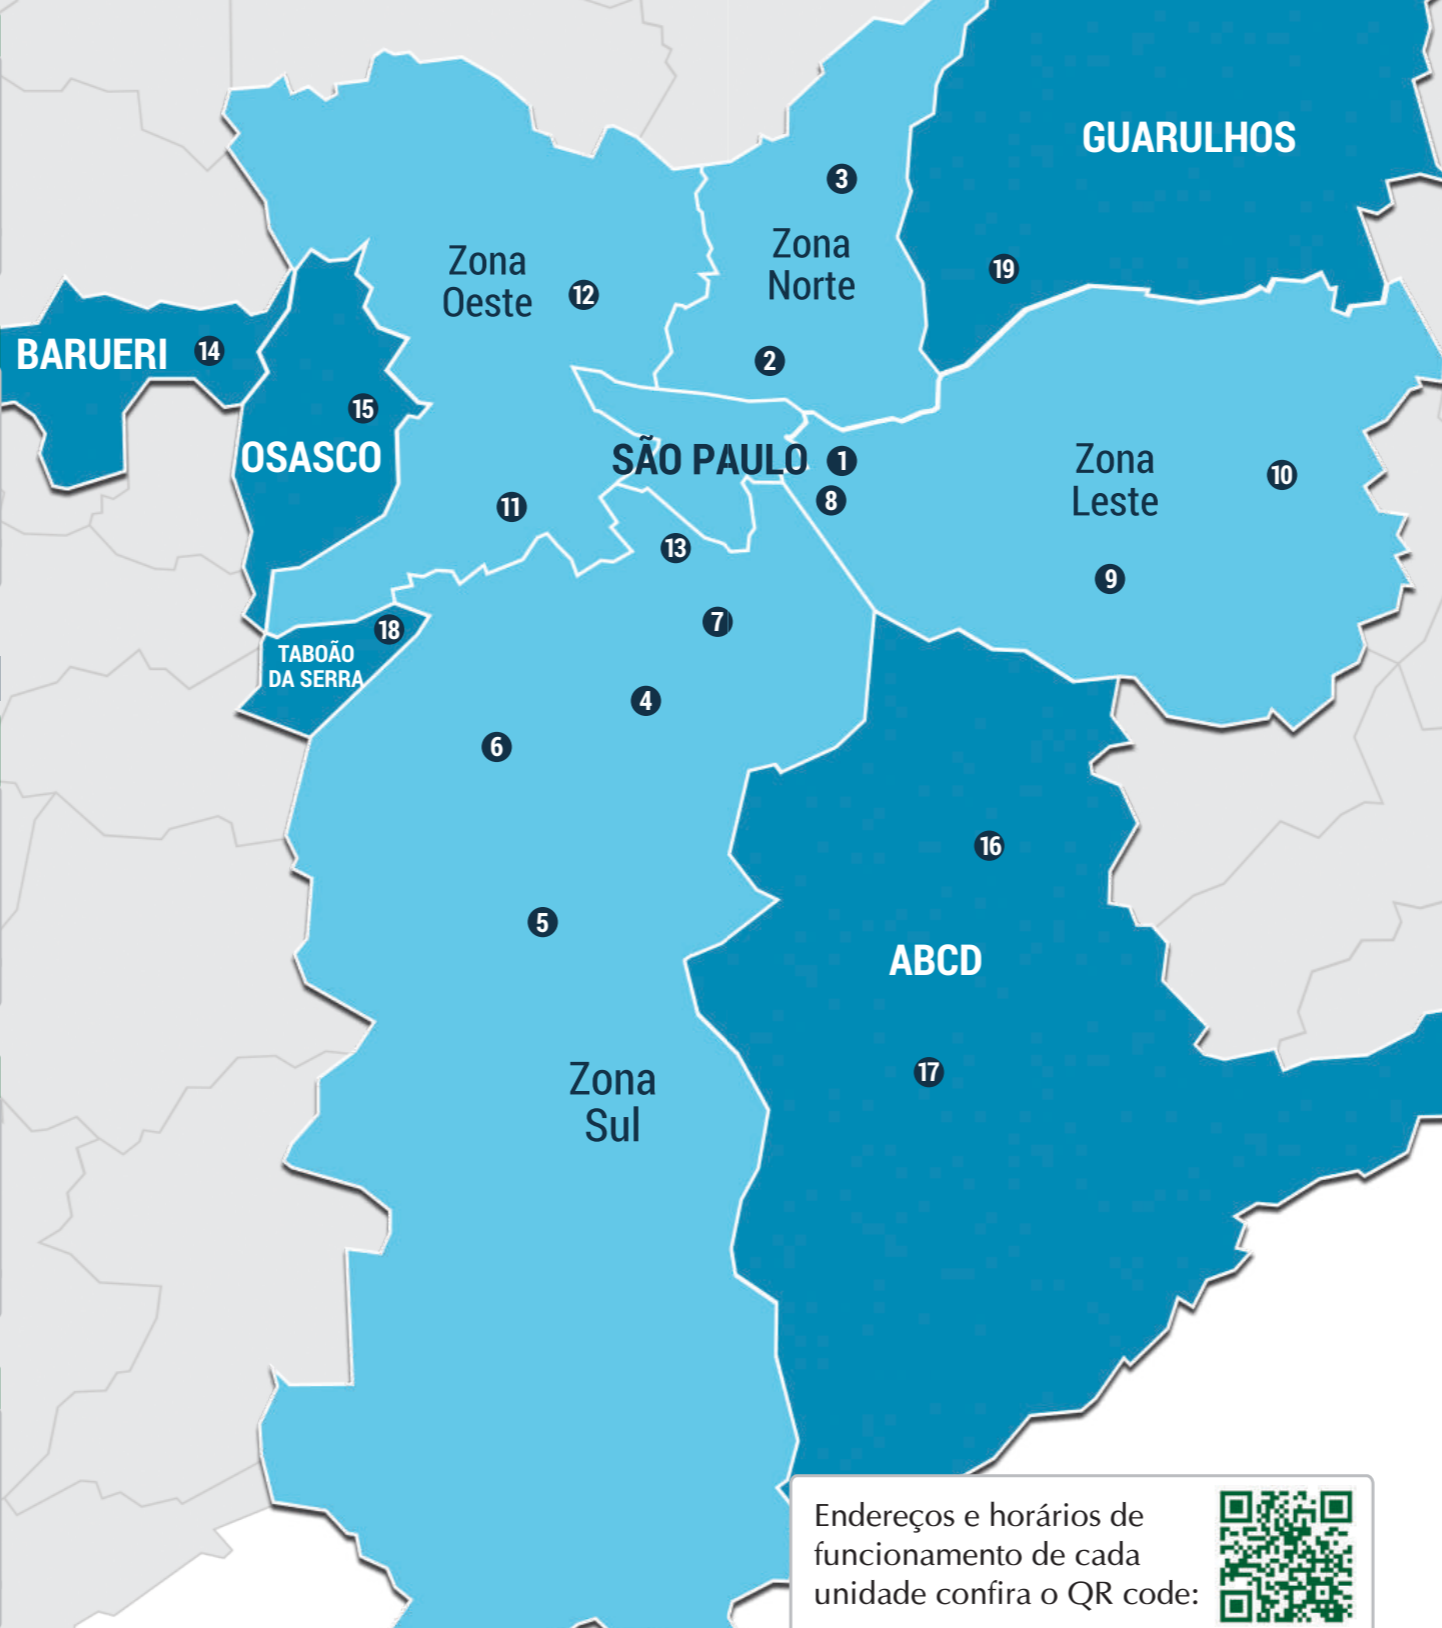 GUARULHOS
3
Zona
Norte
Zona
Oeste
19
12
BARUERI
14
2
15
OSASCO
SÃO PAULO
1
Zona
Leste
10
8
11
13
9
7
18
TABOÃO
DA SERRA
4
6
16
5
ABCD
17
Zona
Sul
Endereços e horários de
funcionamento de cada
unidade confira o QR code: